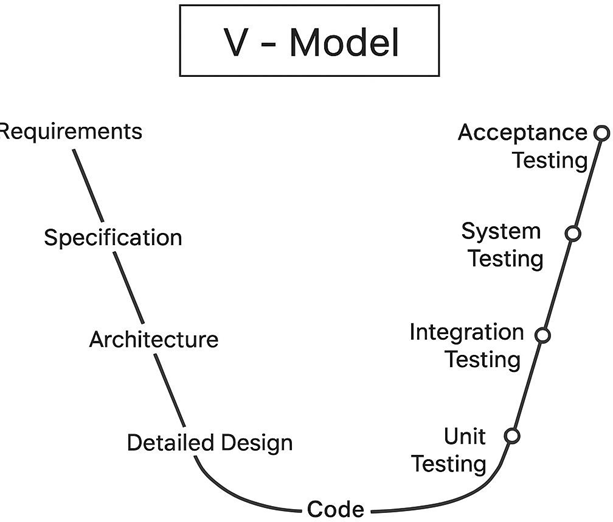 V - Model
Requirements
Acceptance
Testing
Specification
System
Testing
Architecture
Integration
Testing
Detailed Design
Unit
Testing
Code